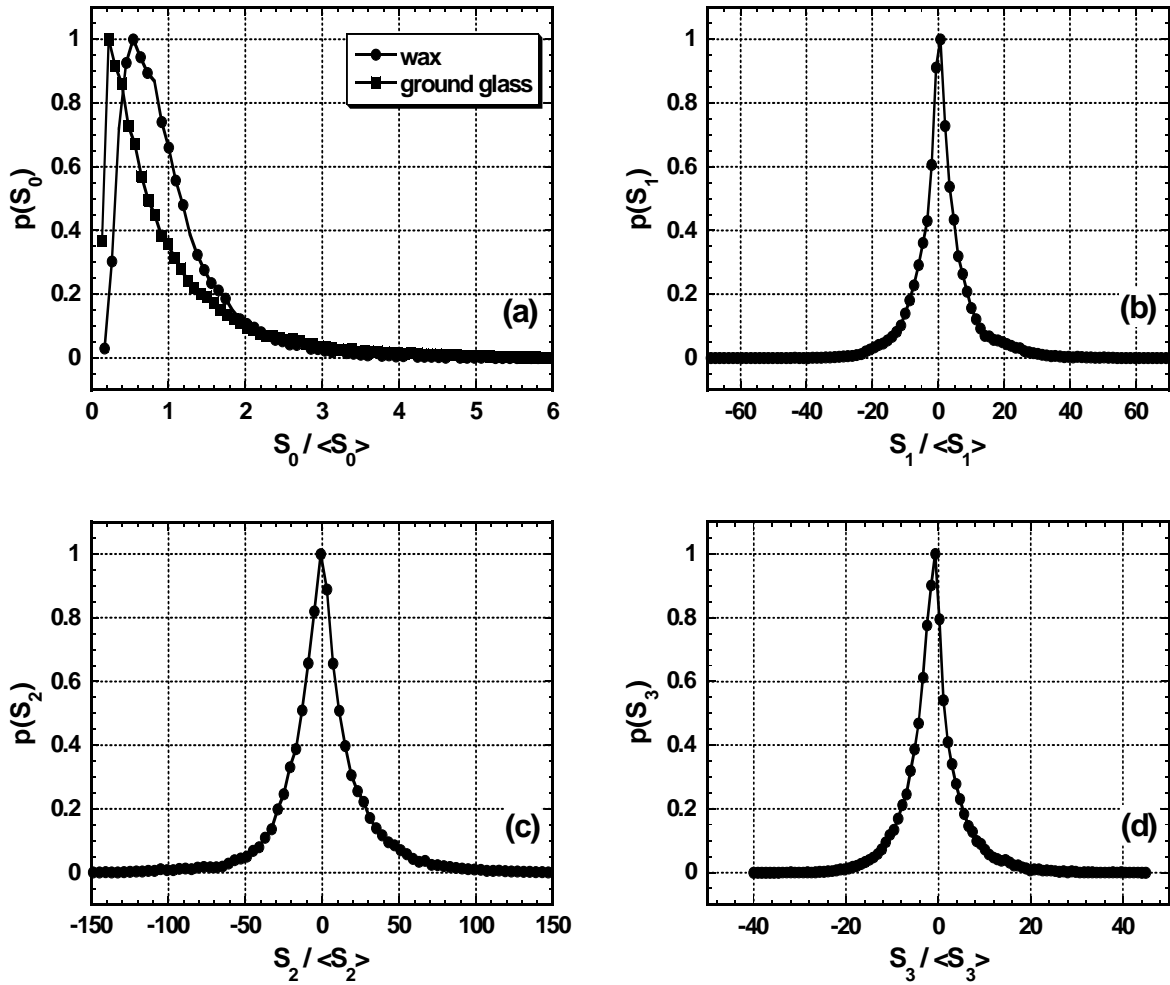 p(S0)
1
0.8
0.6
0.4
0.2
0
wax
ground glass
(a)
0 1 2 3 4 5 6
S0 / <S0>
p(S1)
1
0.8
0.6
0.4
0.2
0
(b)
-60 -40 -20 0 20 40 60
S1 / <S1>
p(S2)
1
0.8
0.6
0.4
0.2
0
(c)
-150 -100 -50 0 50 100 150
S2 / <S2>
p(S3)
1
0.8
0.6
0.4
0.2
0
(d)
-40 -20 0 20 40
S3 / <S3>